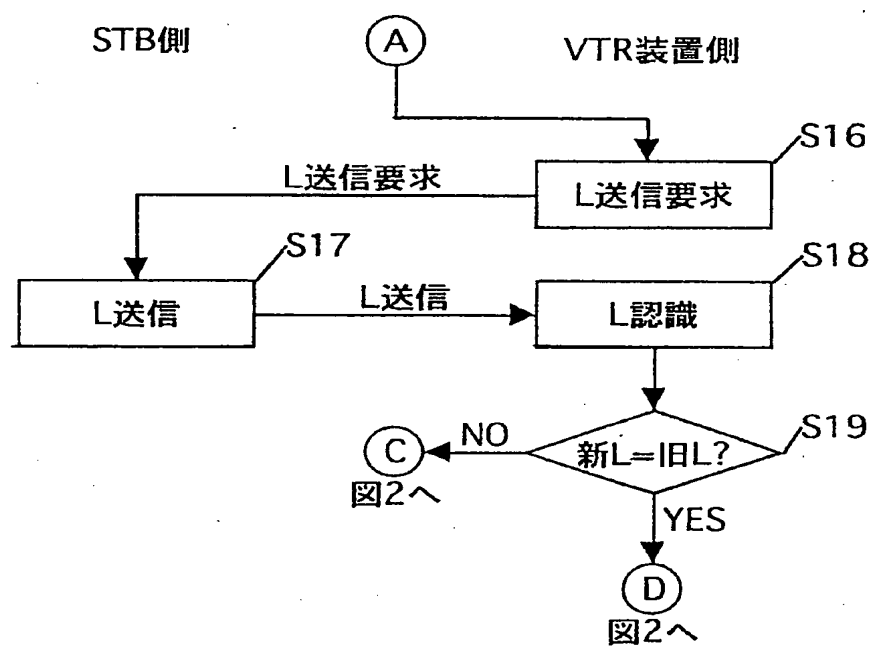 STB側
A
VTR装置側
S16
L送信要求
L送信要求
S17
S18
L送信
L送信
L認識
S19
新L=旧L?
NO
C
図2へ
YES
D
図2へ